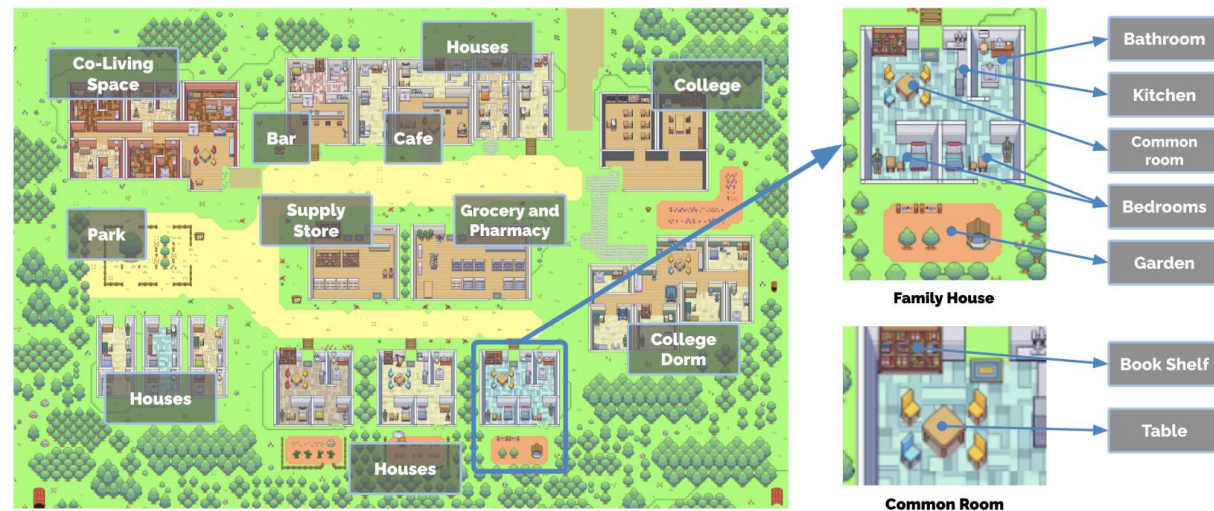 Houses
Co-Living
Space
College
Bar
Cafe
Supply
Store
Grocery and
Pharmacy
Park
College
Dorm
Houses
Houses
Bathroom
Kitchen
Common
room
Bedrooms
Garden
Family House
Book Shelf
Table
Common Room